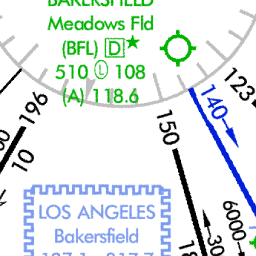 BAKERSFIELD
Meadows Fld
(BFL) D★
510 Ⓛ 108
(A) 118.6
123
140
196
150
10
LOS ANGELES
Bakersfield
6000
30